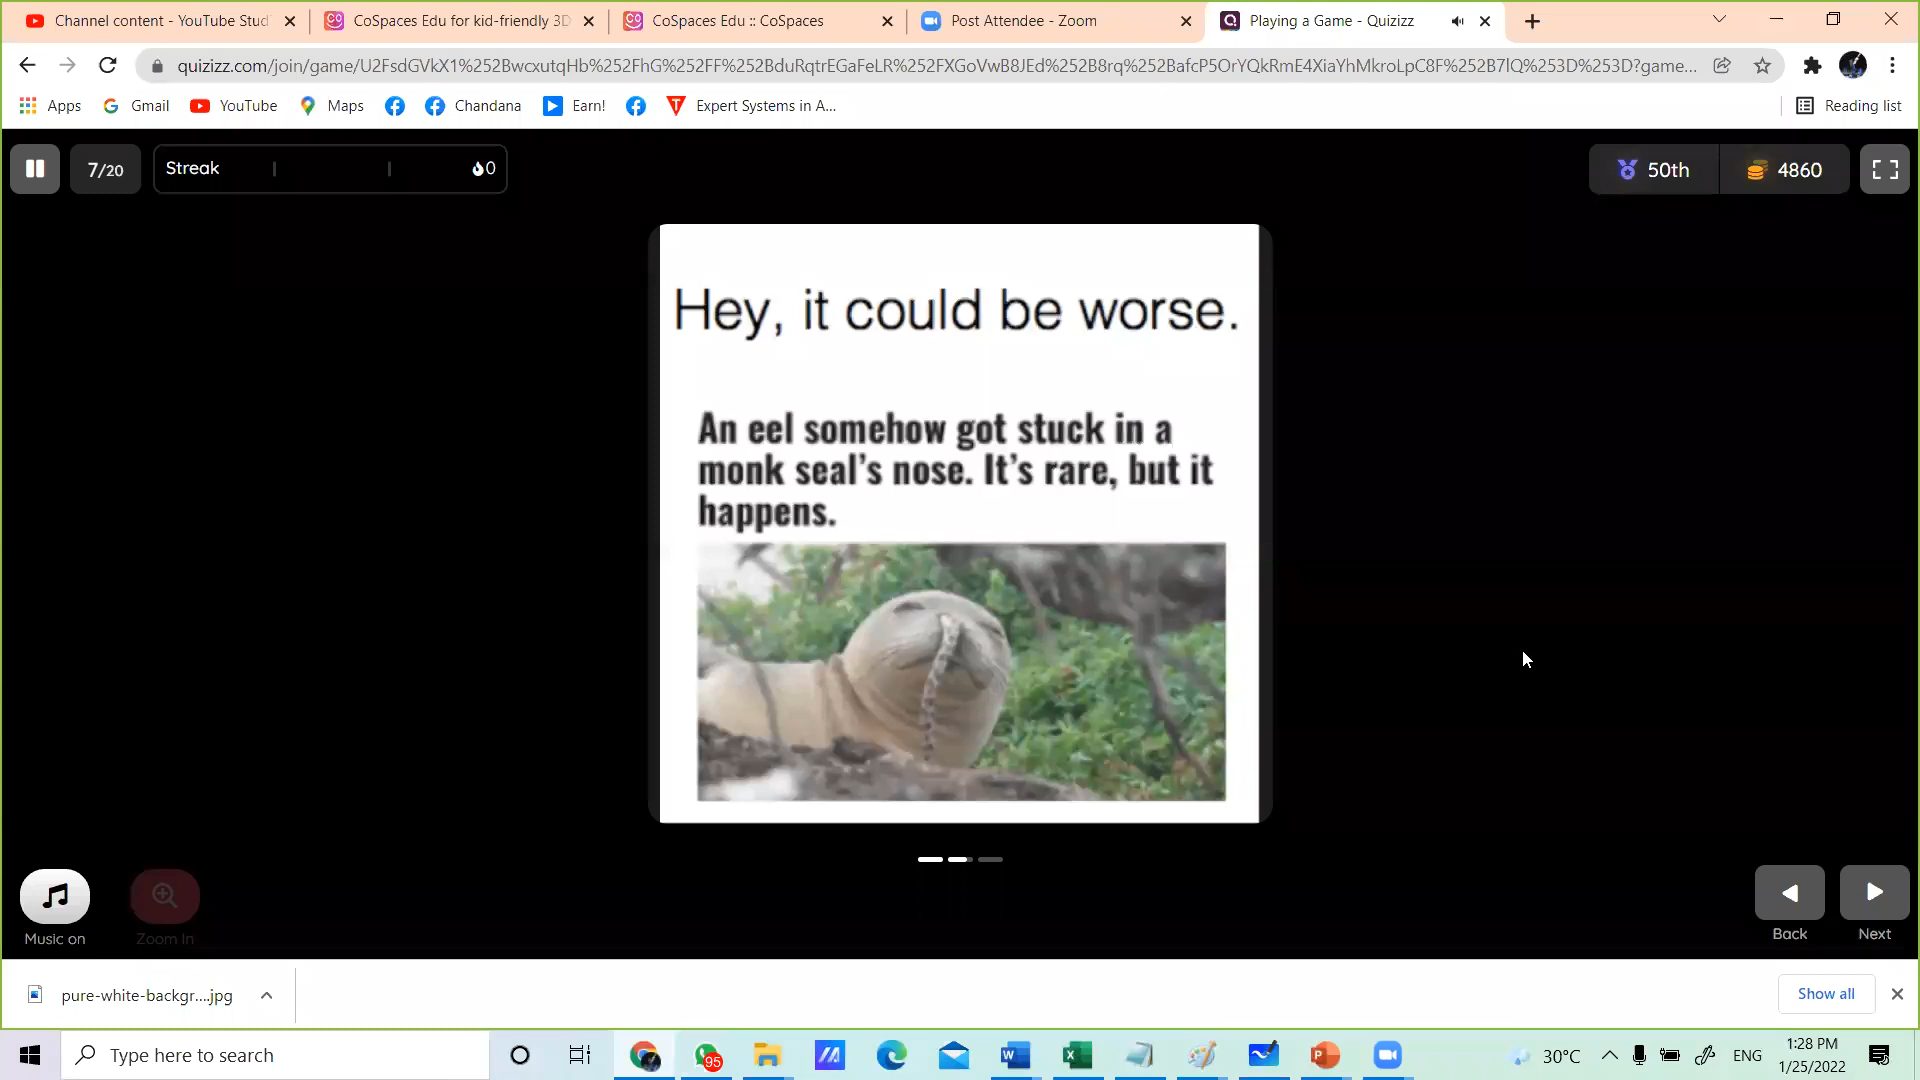 Channel content - YouTube Stud
CoSpaces Edu for kid-friendly 3D
CoSpaces Edu :: CoSpaces
Post Attendee - Zoom
Playing a Game - Quizizz
quizizz.com/join/game/U2FsdGVkX1%252BwcxutqHb%252FhG%252FF%252BduRqtrEGaFeLR%252FXGoVwB8JEd%252B8rq%252BafcP5OrYQkRmE4XiaYhMkroLpC8F%252B7lQ%253D%253D?game...
Apps
Gmail
YouTube
Maps
Chandana
Earn!
Expert Systems in A...
Reading list
7/20
Streak
0
50th
4860
Hey, it could be worse.
An eel somehow got stuck in a
monk seal's nose. It's rare, but it
happens.
Music on
Zoom In
Back
Next
pure-white-backgr....jpg
Show all
Type here to search
95
30°C
ENG
1:28 PM
1/25/2022